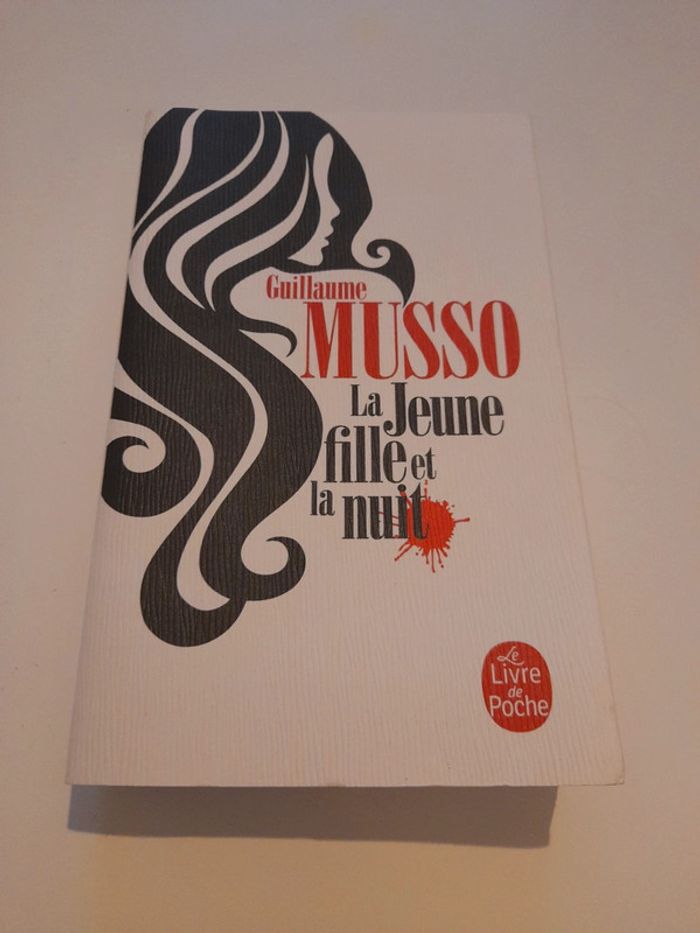 Guillaume
MUSSO
La Jeune
fille et
la nuit
Le
Livre
de
Poche